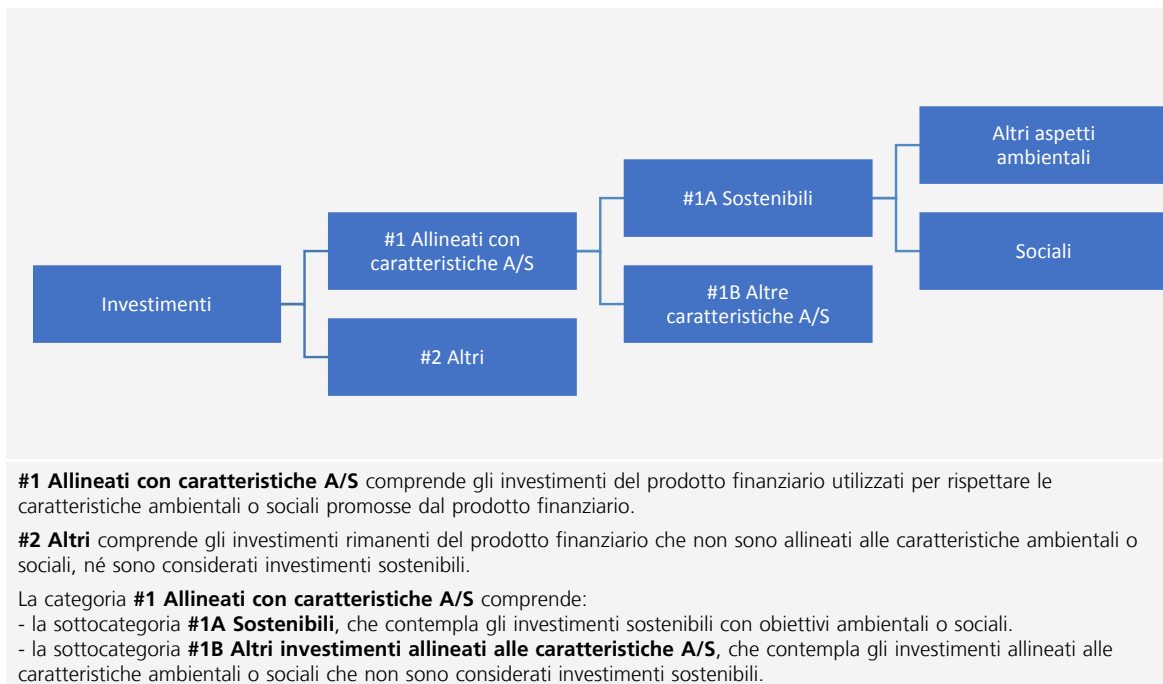 Altri aspetti
ambientali
#1A Sostenibili
#1 Allineati con
caratteristiche A/S
Sociali
Investimenti
#1B Altre
caratteristiche A/S
#2 Altri
#1 Allineati con caratteristiche A/S comprende gli investimenti del prodotto finanziario utilizzati per rispettare le
caratteristiche ambientali o sociali promosse dal prodotto finanziario.
#2 Altri comprende gli investimenti rimanenti del prodotto finanziario che non sono allineati alle caratteristiche ambientali o
sociali, né sono considerati investimenti sostenibili.
La categoria #1 Allineati con caratteristiche A/S comprende:
- la sottocategoria #1A Sostenibili, che contempla gli investimenti sostenibili con obiettivi ambientali o sociali.
- la sottocategoria #1B Altri investimenti allineati alle caratteristiche A/S, che contempla gli investimenti allineati alle
caratteristiche ambientali o sociali che non sono considerati investimenti sostenibili.